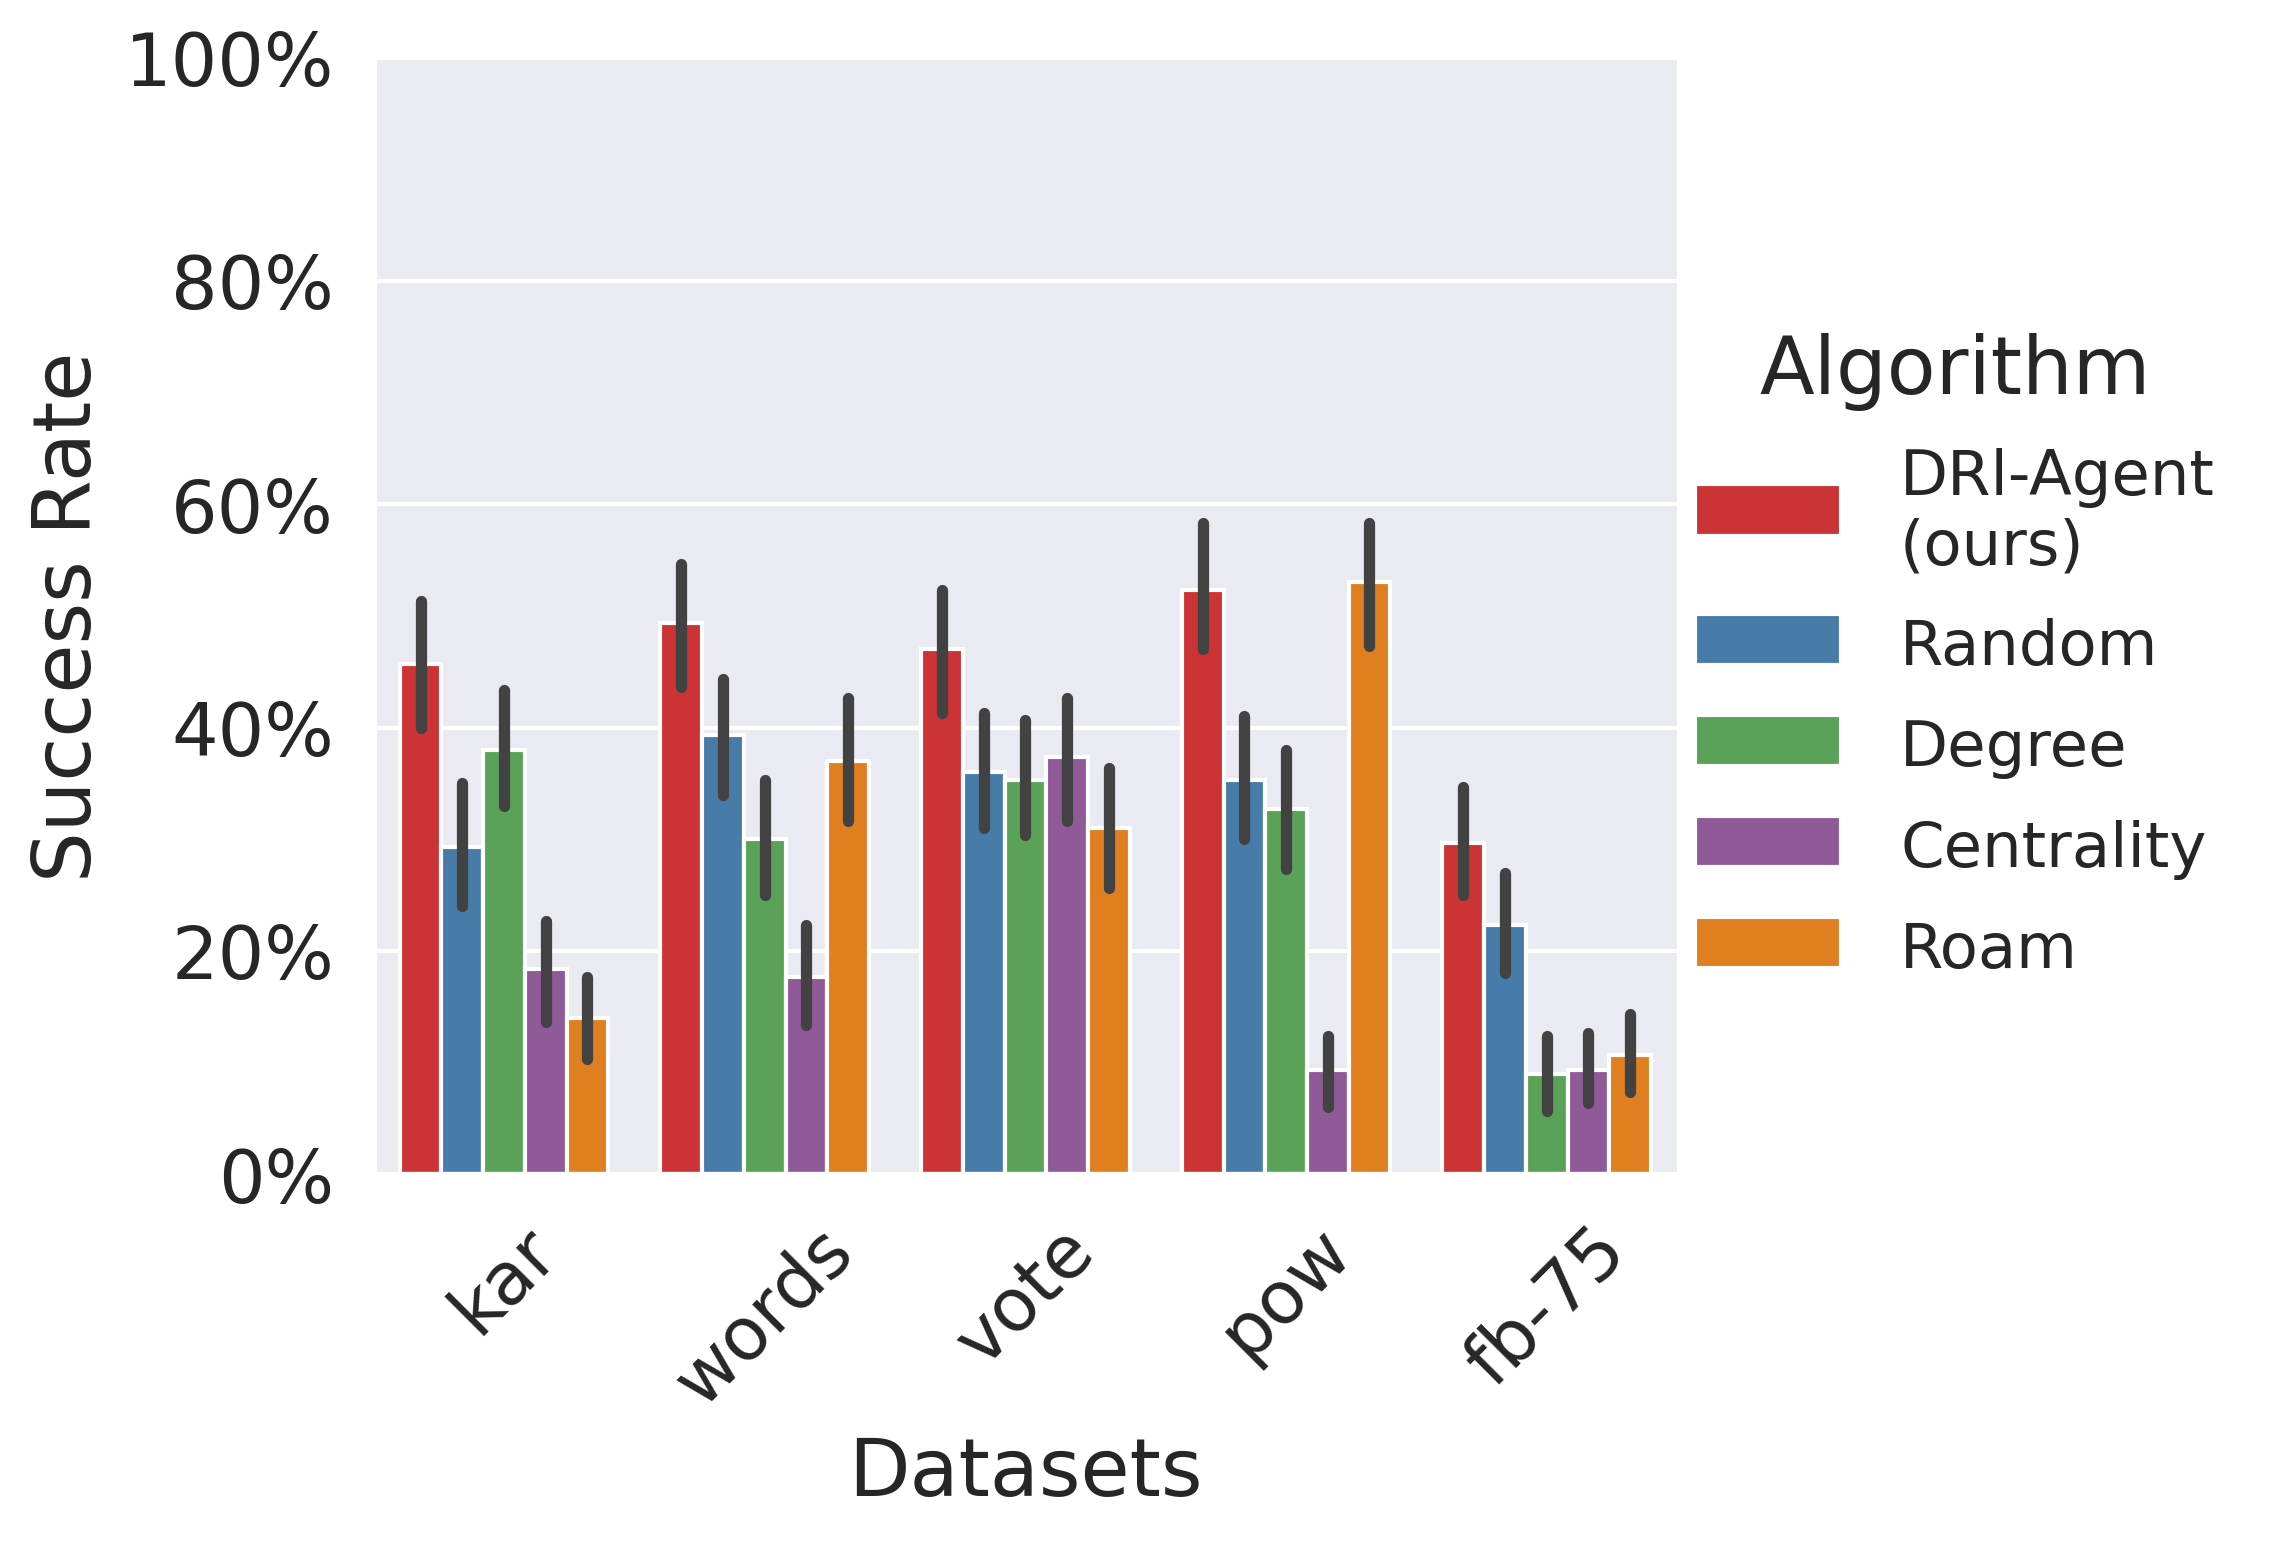 100%
80%
60%
40%
20%
0%
Success Rate
kar
words
vote
pow
fb-75
Datasets
Algorithm
DRl-Agent
(ours)
Random
Degree
Centrality
Roam